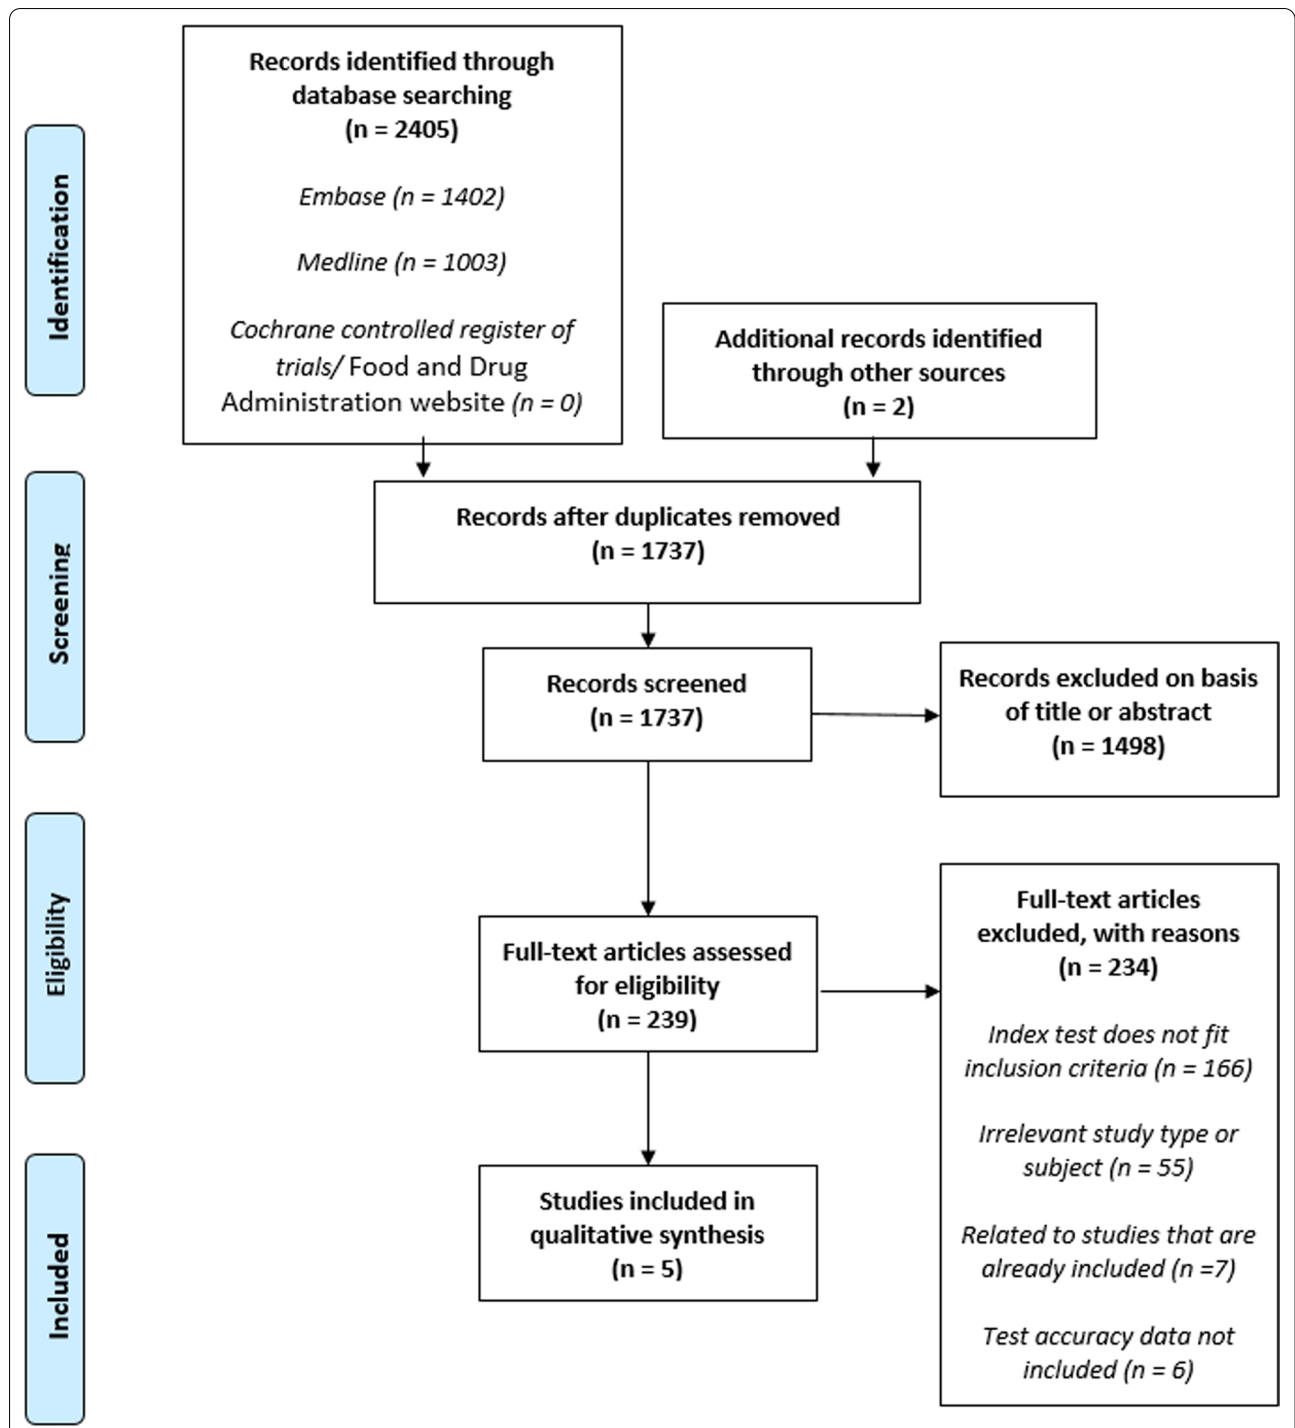 Identification
Records identified through
database searching
(n = 2405)
Embase (n = 1402)
Medline (n = 1003)
Cochrane controlled register of
trials/ Food and Drug
Administration website (n = 0)
Additional records identified
through other sources
(n = 2)
Screening
Records after duplicates removed
(n = 1737)
Records screened
(n = 1737)
Records excluded on basis
of title or abstract
(n = 1498)
Eligibility
Full-text articles assessed
for eligibility
(n = 239)
Full-text articles
excluded, with reasons
(n = 234)
Index test does not fit
inclusion criteria (n = 166)
Irrelevant study type or
subject (n = 55)
Related to studies that are
already included (n =7)
Test accuracy data not
included (n = 6)
Included
Studies included in
qualitative synthesis
(n = 5)